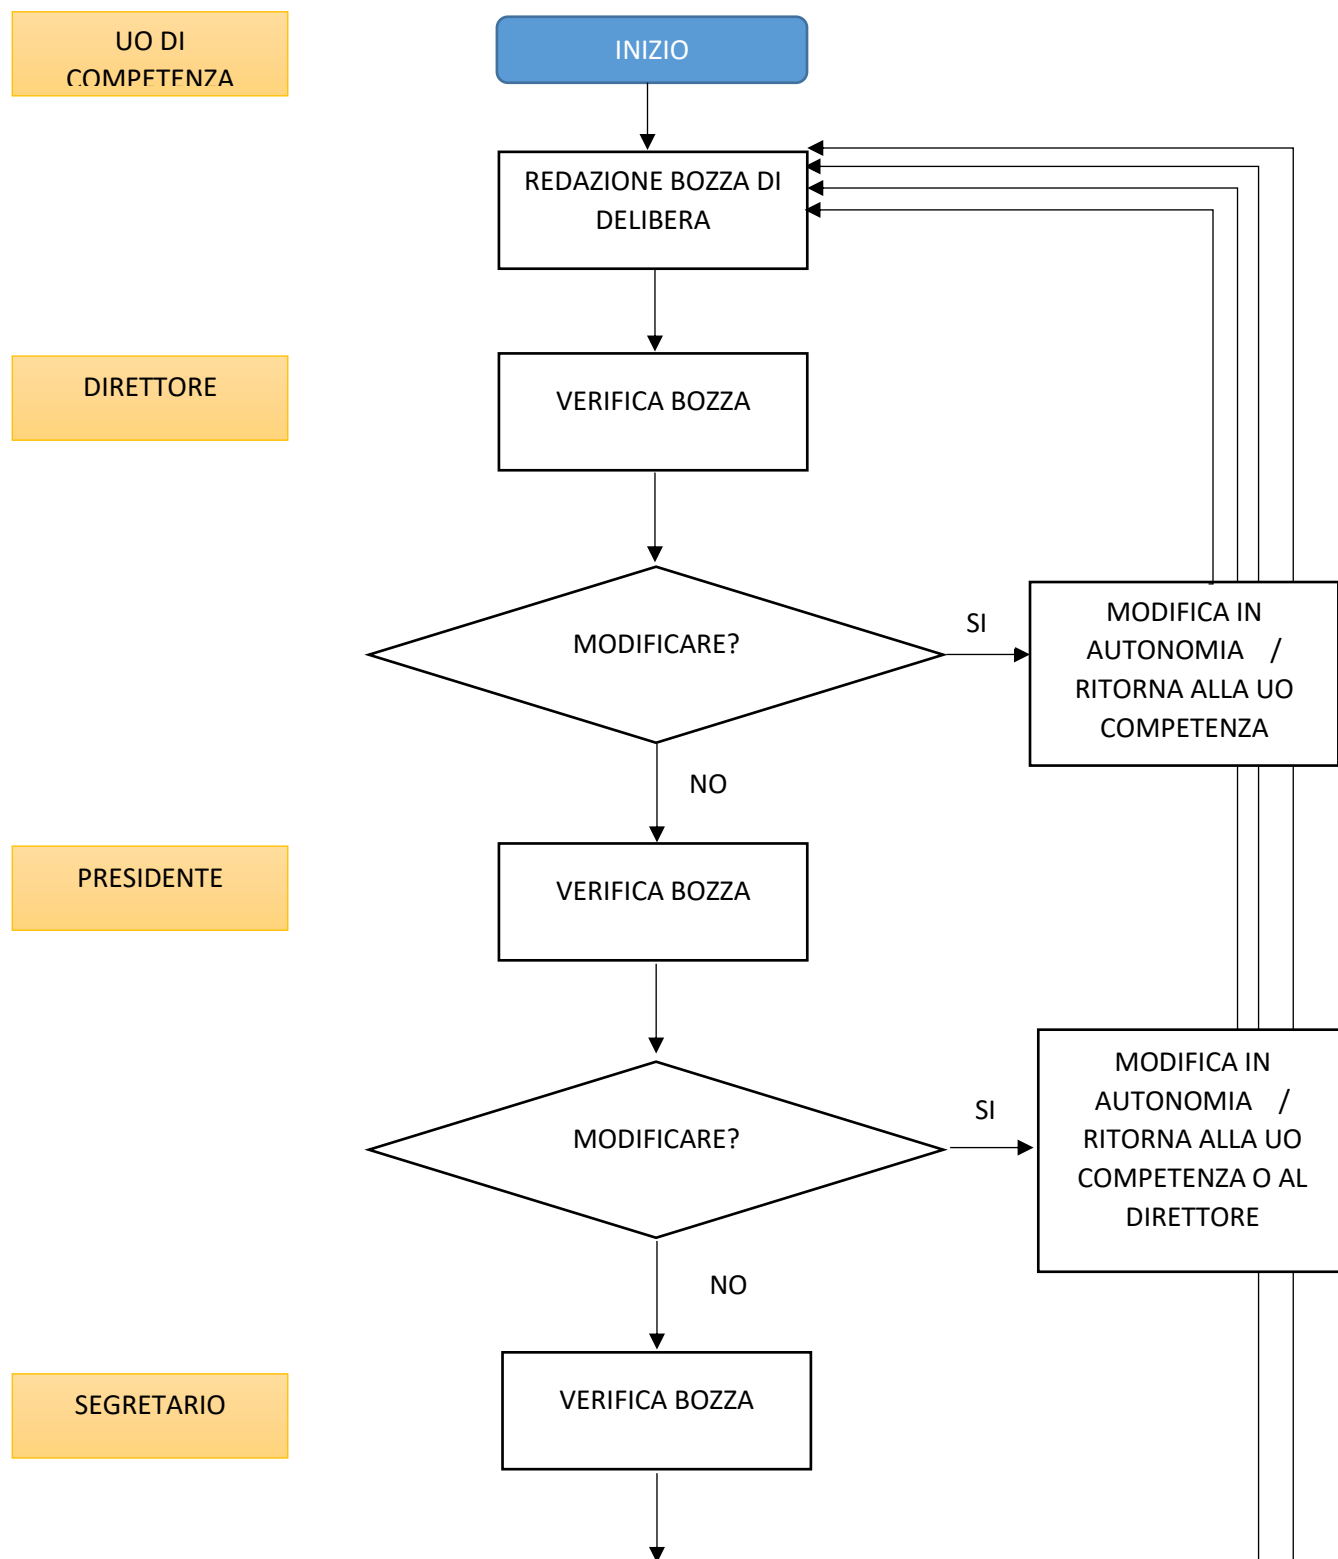 UO DI
COMPETENZA
INIZIO
REDAZIONE BOZZA DI
DELIBERA
DIRETTORE
VERIFICA BOZZA
MODIFICARE?
SI
MODIFICA IN
AUTONOMIA /
RITORNA ALLA UO
COMPETENZA
NO
PRESIDENTE
VERIFICA BOZZA
MODIFICARE?
SI
MODIFICA IN
AUTONOMIA /
RITORNA ALLA UO
COMPETENZA O AL
DIRETTORE
NO
SEGRETARIO
VERIFICA BOZZA